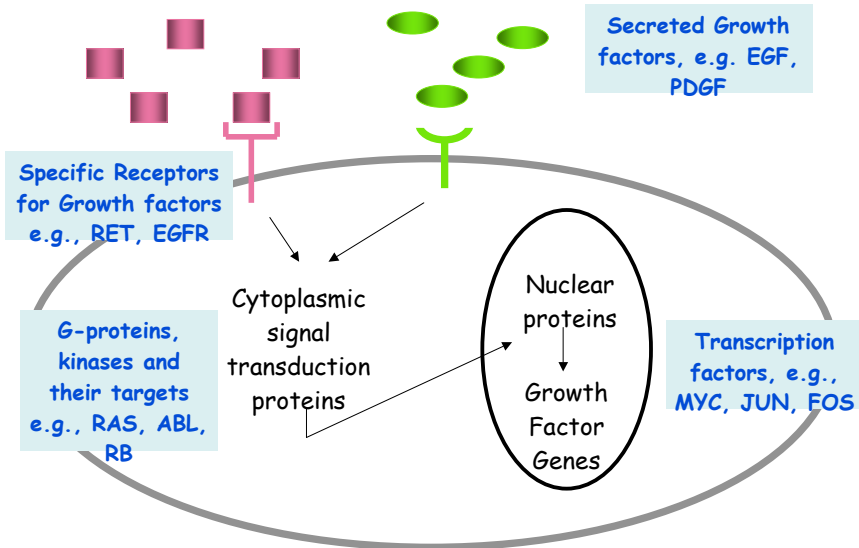 Secreted Growth
factors, e.g. EGF,
PDGF
Specific Receptors
for Growth factors
e.g., RET, EGFR
Cytoplasmic
signal
transduction
proteins
Nuclear
proteins
Growth
Factor
Genes
G-proteins,
kinases and
their targets
e.g., RAS, ABL,
RB
Transcription
factors, e.g.,
MYC, JUN, FOS